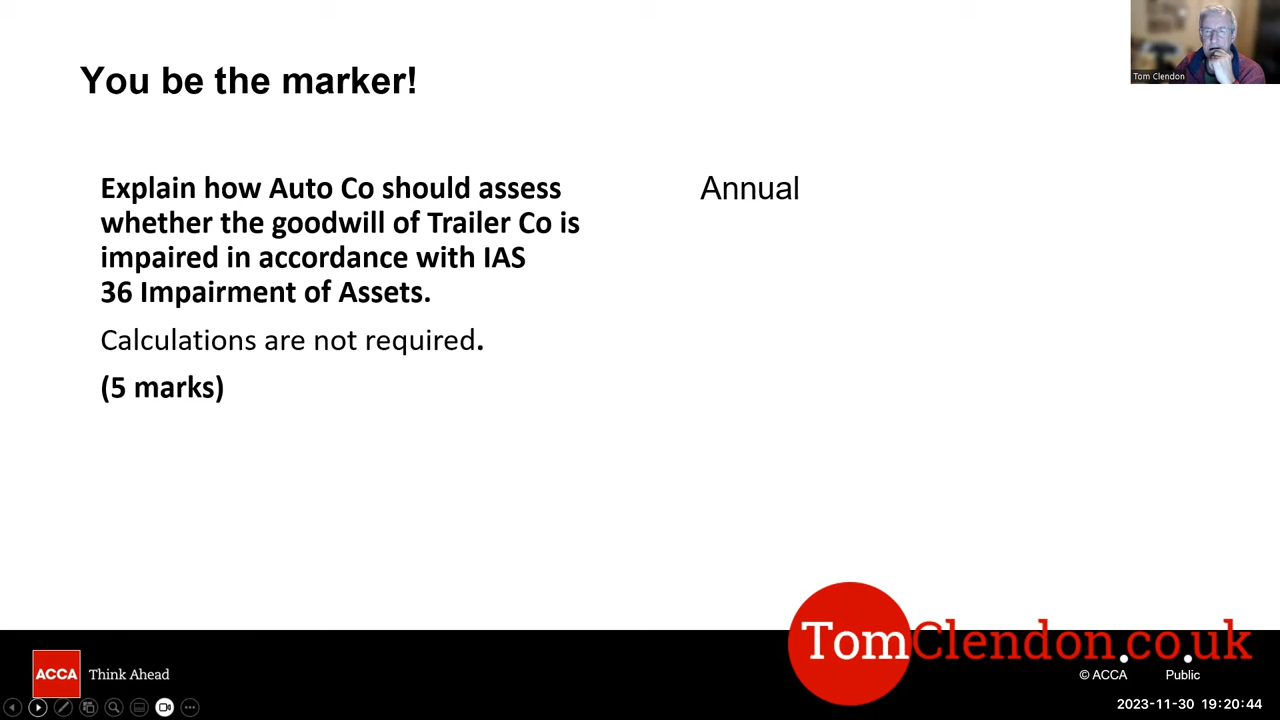 Tom Clendon
You be the marker!
Explain how Auto Co should assess
whether the goodwill of Trailer Co is
impaired in accordance with IAS
36 Impairment of Assets.
Calculations are not required.
(5 marks)
Annual
TomClendon.co.uk
ACCA Think Ahead
© ACCA Public
2023-11-30 19:20:44